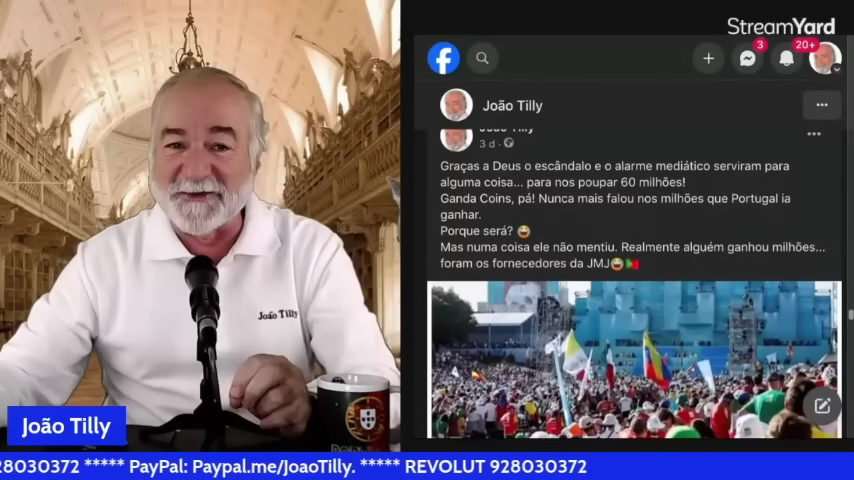 StreamYard
3
20+
João Tilly
João Tilly
3 d
Graças a Deus o escândalo e o alarme mediático serviram para
alguma coisa... para nos poupar 60 milhões!
Ganda Coins, pá! Nunca mais falou nos milhões que Portugal ia
ganhar.
Porque será? 😂
Mas numa coisa ele não mentiu. Realmente alguém ganhou milhões...
foram os fornecedores da JMJ😂🇵🇹
João Tilly
João Tilly
28030372 ***** PayPal: Paypal.me/JoaoTilly. ***** REVOLUT 928030372